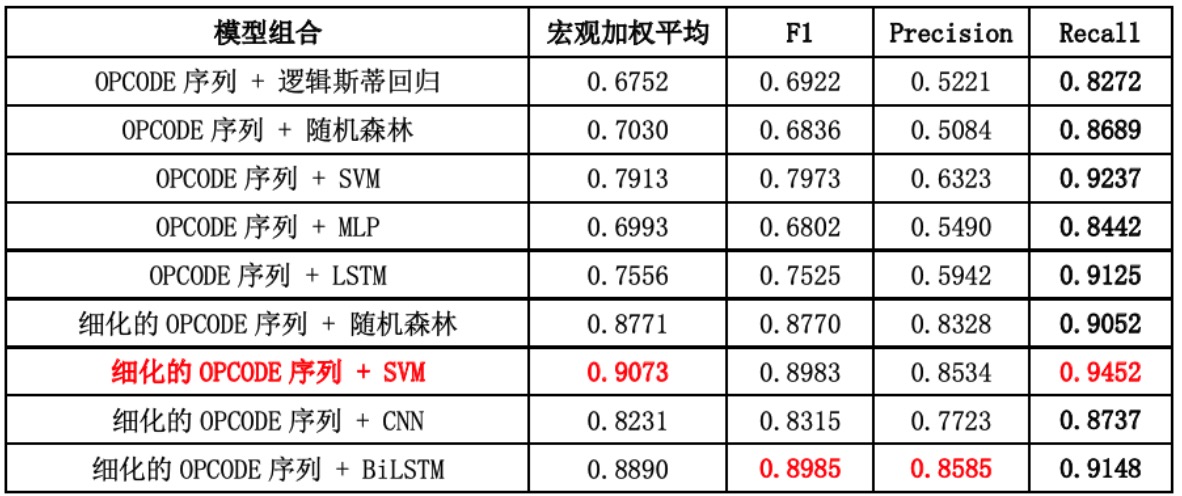 模型组合 宏观加权平均 F1 Precision Recall
OPCODE 序列 + 逻辑斯蒂回归 0.6752 0.6922 0.5221 0.8272
OPCODE 序列 + 随机森林 0.7030 0.6836 0.5084 0.8689
OPCODE 序列 + SVM 0.7913 0.7973 0.6323 0.9237
OPCODE 序列 + MLP 0.6993 0.6802 0.5490 0.8442
OPCODE 序列 + LSTM 0.7556 0.7525 0.5942 0.9125
细化的 OPCODE 序列 + 随机森林 0.8771 0.8770 0.8328 0.9052
细化的 OPCODE 序列 + SVM 0.9073 0.8983 0.8534 0.9452
细化的 OPCODE 序列 + CNN 0.8231 0.8315 0.7723 0.8737
细化的 OPCODE 序列 + BiLSTM 0.8890 0.8985 0.8585 0.9148